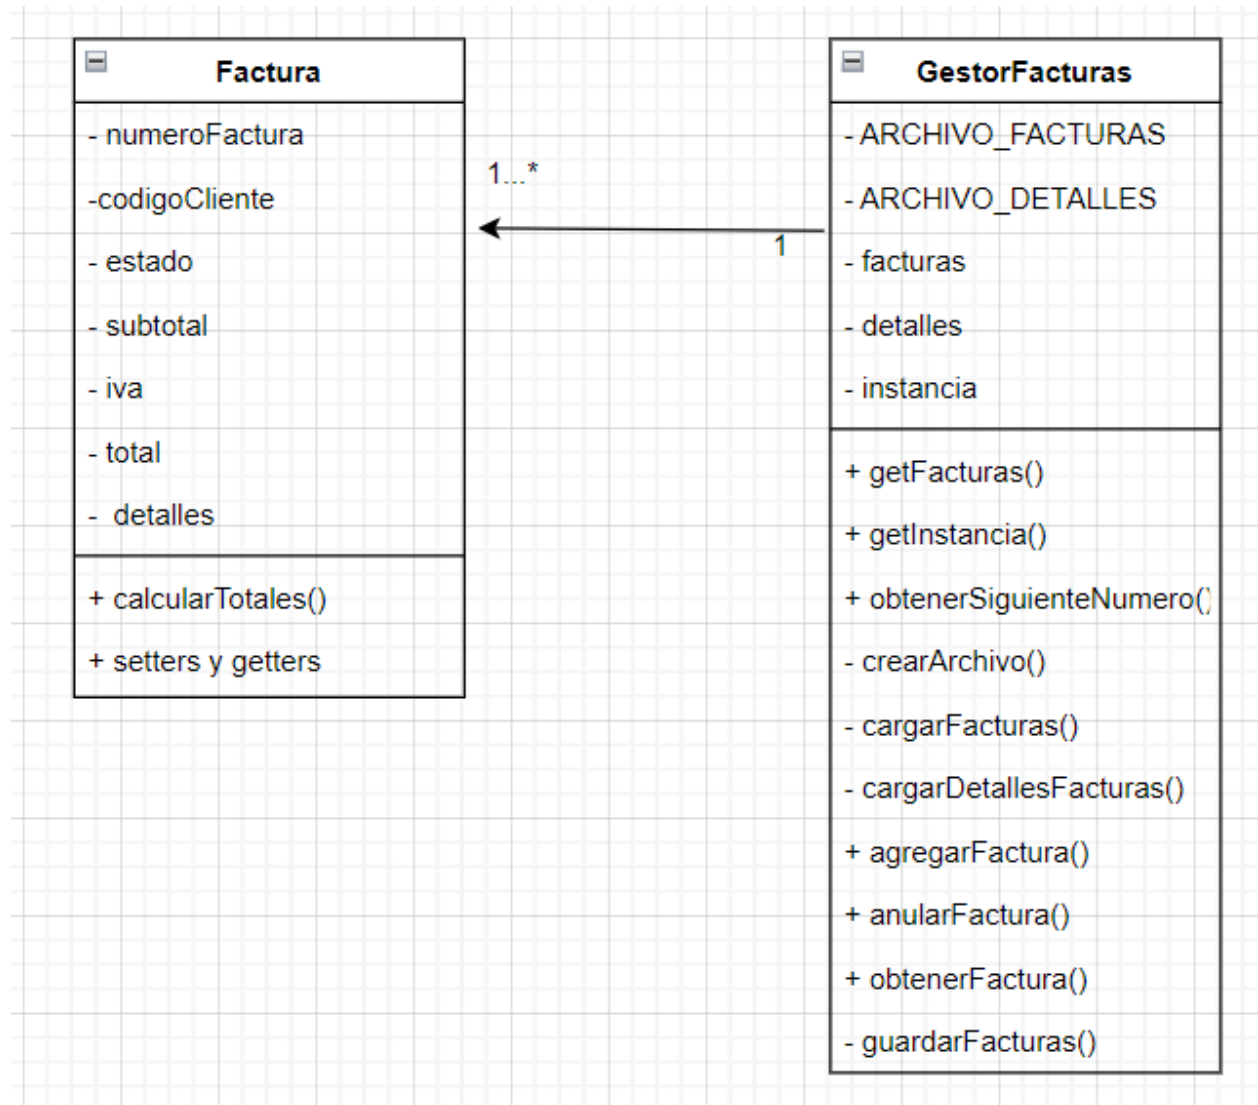 Factura
- numeroFactura
-codigoCliente
- estado
- subtotal
- iva
- total
- detalles
+ calcularTotales()
+ setters y getters
1...*
1
GestorFacturas
- ARCHIVO_FACTURAS
- ARCHIVO_DETALLES
- facturas
- detalles
- instancia
+ getFacturas()
+ getInstancia()
+ obtenerSiguienteNumero()
- crearArchivo()
- cargarFacturas()
- cargarDetallesFacturas()
+ agregarFactura()
+ anularFactura()
+ obtenerFactura()
- guardarFacturas()